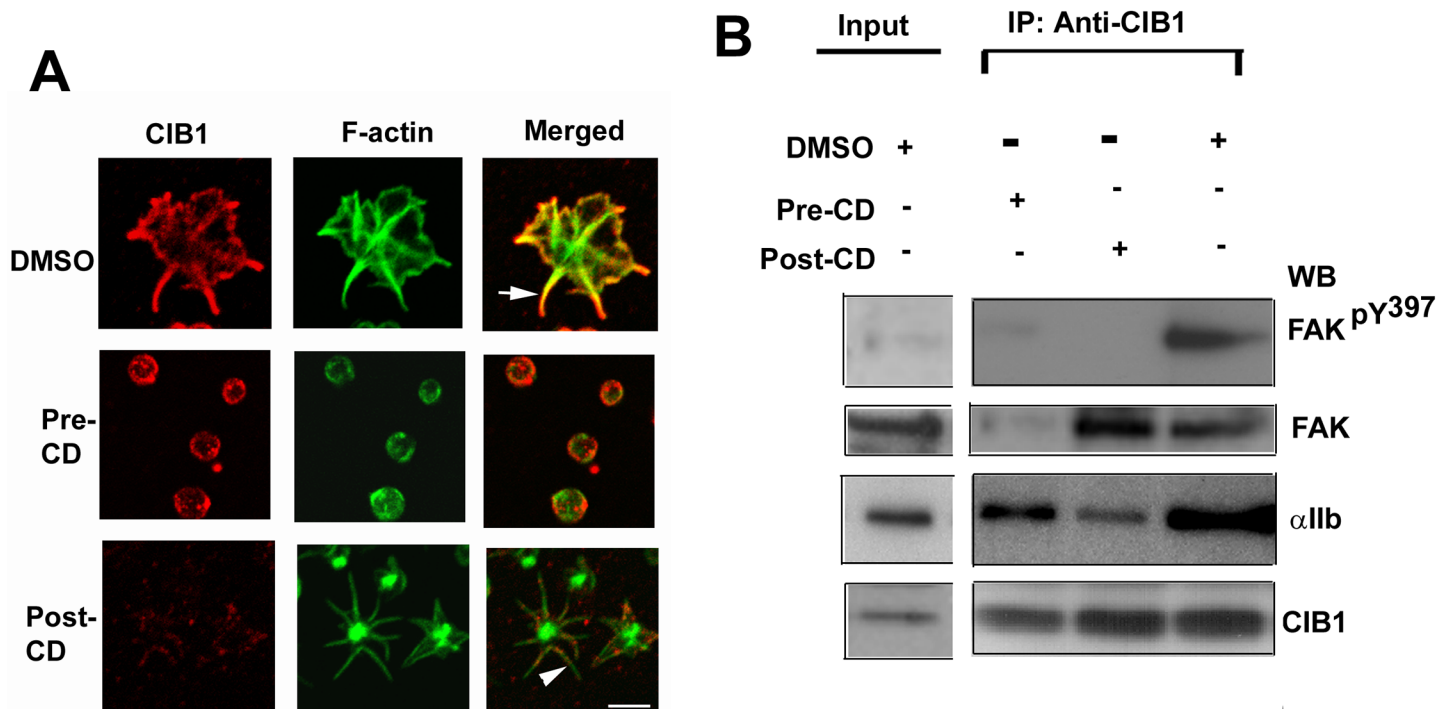 A
CIB1 F-actin Merged
DMSO
Pre-
CD
Post-
CD
B
Input IP: Anti-CIB1
DMSO + - - +
Pre-CD - + - -
Post-CD - - + -
WB
FAK pY397
FAK
αIIb
CIB1